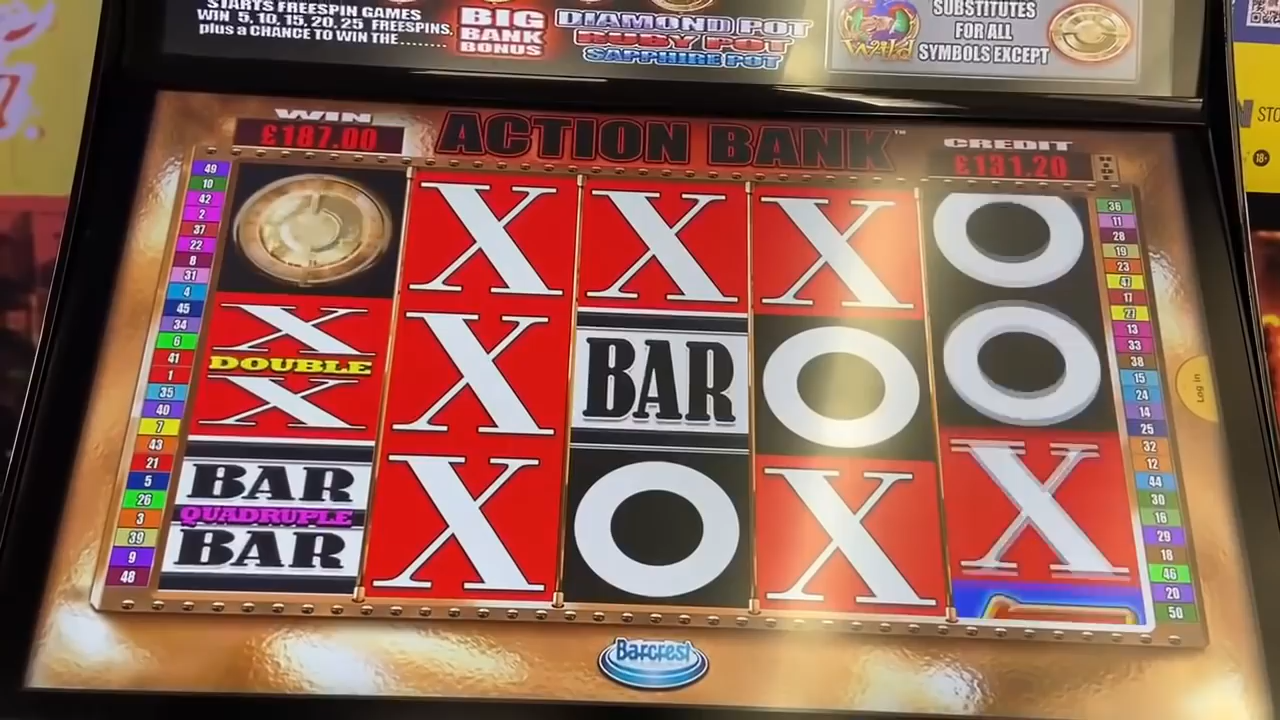 STARTS FREESPIN GAMES
WIN 5, 10, 15, 20, 25 FREESPINS,
plus a CHANCE TO WIN THE.......
BIG
BANK
BONUS
DIAMOND POT
RUBY POT
SAPPHIRE POT
Wild
SUBSTITUTES
FOR ALL
SYMBOLS EXCEPT
WIN
£187.00
ACTION BANK™
CREDIT
£131.20
X X X O
X
DOUBLE
X
X
BAR
O
O
BAR
QUADRUPLE
BAR
X
O
X
X
49
10
42
2
37
22
8
31
4
45
34
6
41
1
35
40
7
43
21
5
26
3
39
9
48
36
11
28
19
23
47
17
27
13
33
38
15
24
14
25
32
12
44
30
16
29
18
46
20
50
Log in
18+
Barcrest